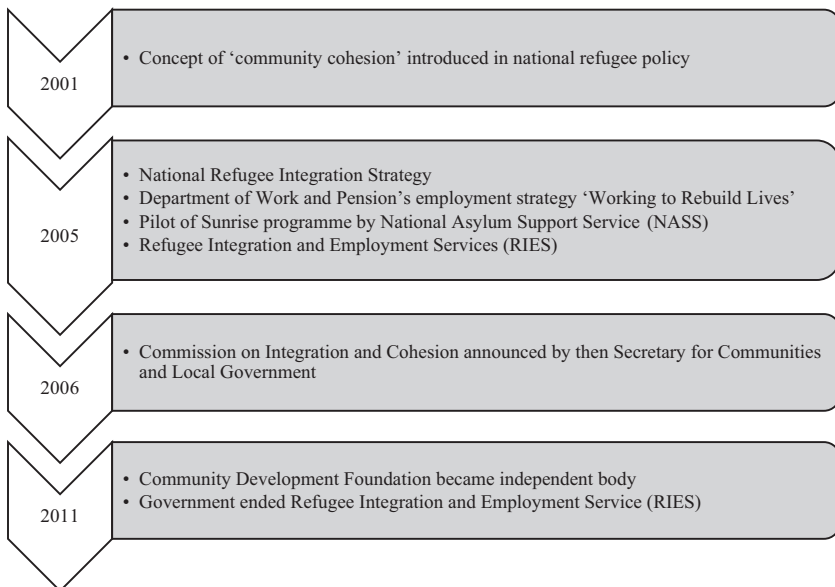 2001
• Concept of ‘community cohesion’ introduced in national refugee policy
2005
• National Refugee Integration Strategy
• Department of Work and Pension’s employment strategy ‘Working to Rebuild Lives’
• Pilot of Sunrise programme by National Asylum Support Service (NASS)
• Refugee Integration and Employment Services (RIES)
2006
• Commission on Integration and Cohesion announced by then Secretary for Communities
and Local Government
2011
• Community Development Foundation became independent body
• Government ended Refugee Integration and Employment Service (RIES)